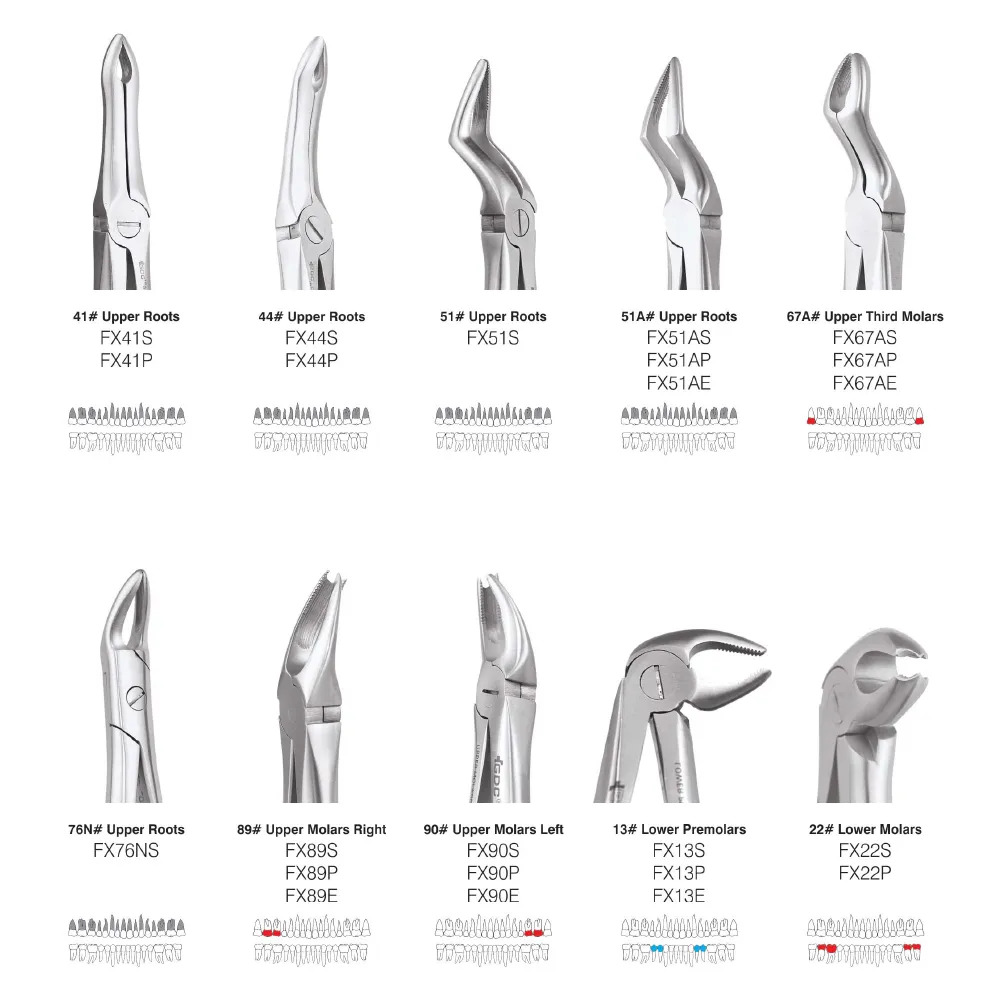 41# Upper Roots
FX41S
FX41P
44# Upper Roots
FX44S
FX44P
51# Upper Roots
FX51S
51A# Upper Roots
FX51AS
FX51AP
FX51AE
67A# Upper Third Molars
FX67AS
FX67AP
FX67AE
76N# Upper Roots
FX76NS
89# Upper Molars Right
FX89S
FX89P
FX89E
GDC
90# Upper Molars Left
FX90S
FX90P
FX90E
LOWER
13# Lower Premolars
FX13S
FX13P
FX13E
22# Lower Molars
FX22S
FX22P